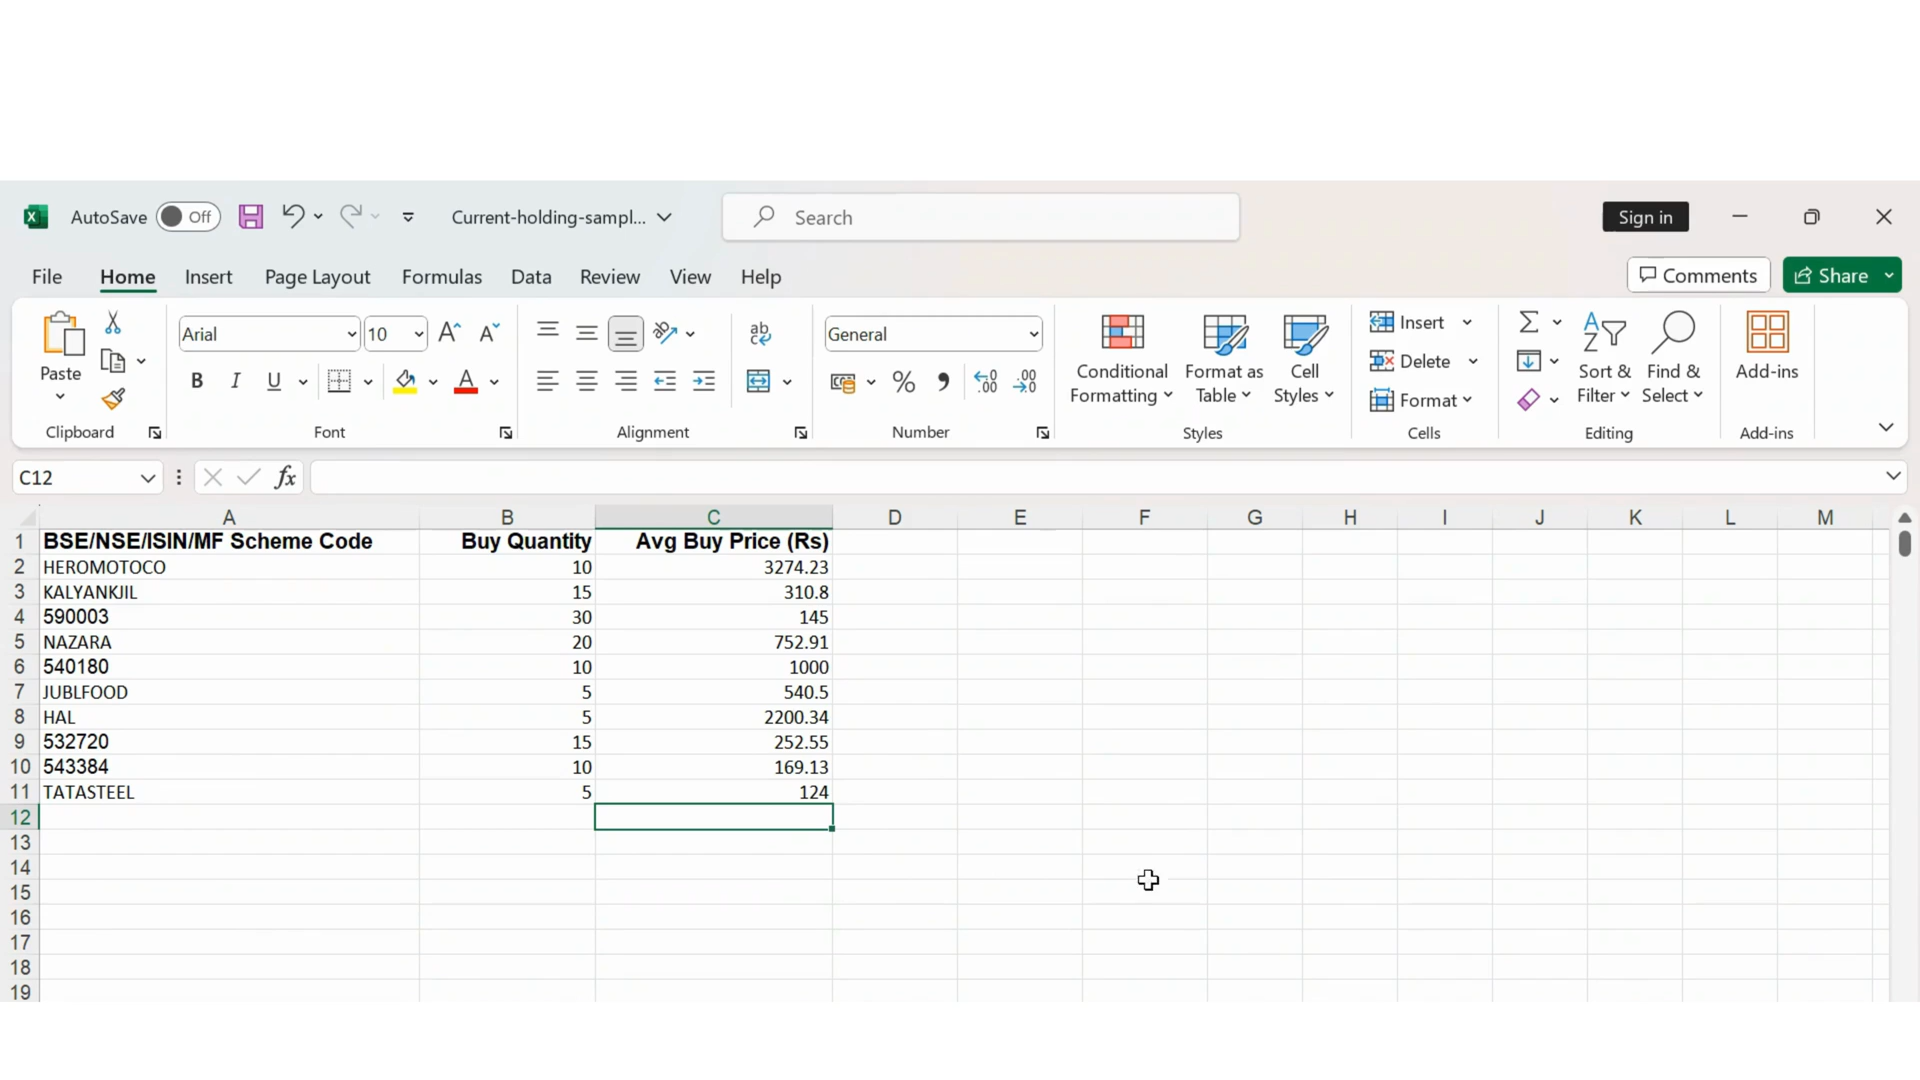 AutoSave Off Current-holding-sampl... Search Sign in
File Home Insert Page Layout Formulas Data Review View Help Comments Share
Paste Arial 10 General Conditional Formatting Format as Table Cell Styles Insert Delete Format Sort & Filter Find & Select Add-ins
Clipboard Font Alignment Number Styles Cells Editing Add-ins
C12 fx
A B C D E F G H I J K L M
1 BSE/NSE/ISIN/MF Scheme Code Buy Quantity Avg Buy Price (Rs)
2 HEROMOTOCO 10 3274.23
3 KALYANKJIL 15 310.8
4 590003 30 145
5 NAZARA 20 752.91
6 540180 10 1000
7 JUBLFOOD 5 540.5
8 HAL 5 2200.34
9 532720 15 252.55
10 543384 10 169.13
11 TATASTEEL 5 124
12
13
14
15
16
17
18
19